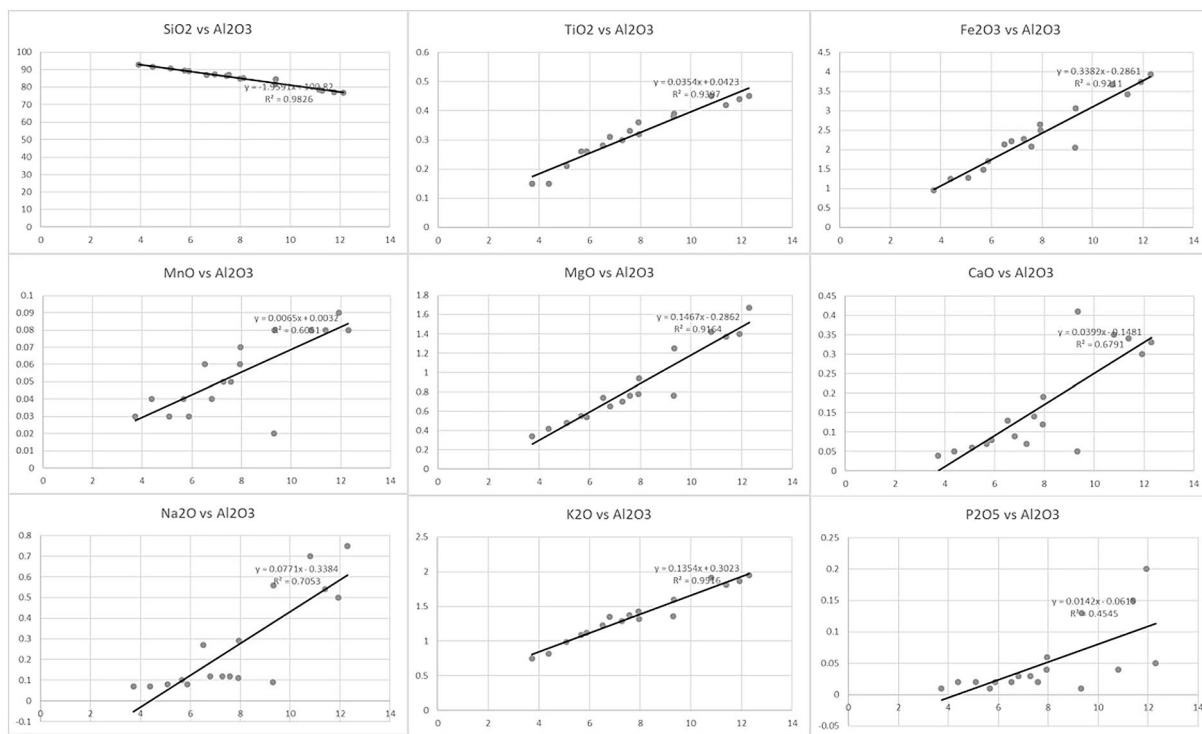 SiO2 vs Al2O3
100
90
80
70
60
50
40
30
20
10
0
y = -1.9591x + 100.82
R² = 0.9826
0 2 4 6 8 10 12 14
TiO2 vs Al2O3
0.6
0.5
0.4
0.3
0.2
0.1
0
y = 0.0354x + 0.0423
R² =
0 2 4 6 8 10 12 14
Fe2O3 vs Al2O3
4.5
4
3.5
3
2.5
2
1.5
1
0.5
0
y = 0.3382x - 0.2861
R² = 0.9211
0 2 4 6 8 10 12 14
MnO vs Al2O3
0.1
0.09
0.08
0.07
0.06
0.05
0.04
0.03
0.02
0.01
0
y = 0.0065x + 0.0032
R² =
0 2 4 6 8 10 12 14
MgO vs Al2O3
1.8
1.6
1.4
1.2
1
0.8
0.6
0.4
0.2
0
y = 0.1467x - 0.2862
R² = 0.9164
0 2 4 6 8 10 12 14
CaO vs Al2O3
0.45
0.4
0.35
0.3
0.25
0.2
0.15
0.1
0.05
0
y = 0.0399x - 0.1481
R² = 0.6791
0 2 4 6 8 10 12 14
Na2O vs Al2O3
0.8
0.7
0.6
0.5
0.4
0.3
0.2
0.1
0
-0.1
y = 0.0771x - 0.3384
R² = 0.7053
0 2 4 6 8 10 12 14
K2O vs Al2O3
2.5
2
1.5
1
0.5
0
y = 0.1354x + 0.3023
R² = 0.9516
0 2 4 6 8 10 12 14
P2O5 vs Al2O3
0.25
0.2
0.15
0.1
0.05
0
-0.05
y = 0.0142x -
R² = 0.4545
0 2 4 6 8 10 12 14